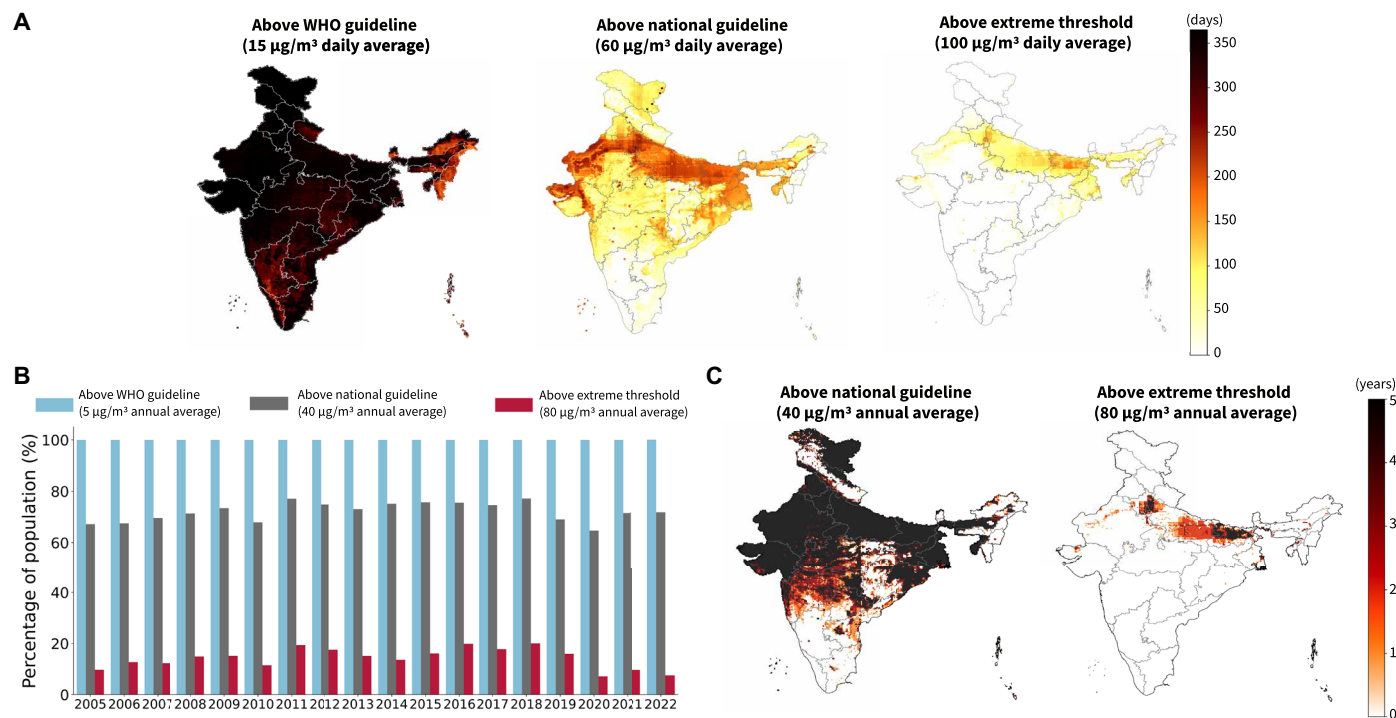 A
Above WHO guideline
(15 µg/m³ daily average)
Above national guideline
(60 µg/m³ daily average)
Above extreme threshold
(100 µg/m³ daily average)
(days)
350
300
250
200
150
100
50
0
B
Above WHO guideline
(5 µg/m³ annual average)
Above national guideline
(40 µg/m³ annual average)
Above extreme threshold
(80 µg/m³ annual average)
Percentage of population (%)
100
80
60
40
20
0
2005 2006 2007 2008 2009 2010 2011 2012 2013 2014 2015 2016 2017 2018 2019 2020 2021 2022
C
Above national guideline
(40 µg/m³ annual average)
Above extreme threshold
(80 µg/m³ annual average)
(years)
5
4
3
2
1
0